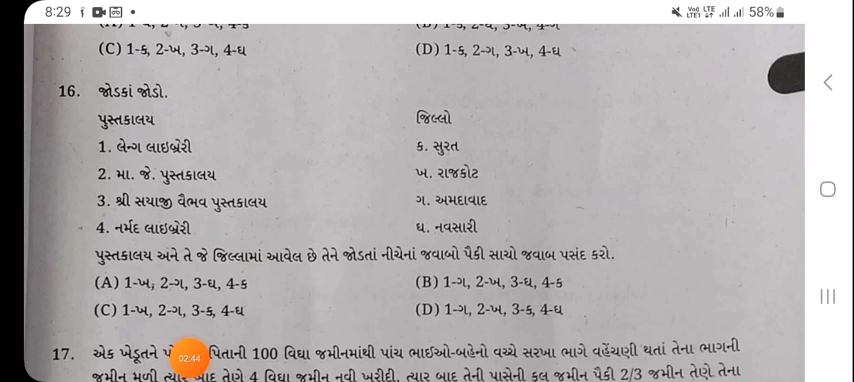 8:29
58%
(C) 1-ક, 2-ખ, 3-ગ, 4-ઘ
(D) 1-ક, 2-ગ, 3-ખ, 4-ઘ
16. જોડકાં જોડો.
પુસ્તકાલય
જિલ્લો
1. લેન્ગ લાઇબ્રેરી
ક. સુરત
2. મા. જે. પુસ્તકાલય
ખ. રાજકોટ
3. શ્રી સયાજી વૈભવ પુસ્તકાલય
ગ. અમદાવાદ
4. નર્મદ લાઇબ્રેરી
ઘ. નવસારી
પુસ્તકાલય અને તે જે જિલ્લામાં આવેલ છે તેને જોડતાં નીચેનાં જવાબો પૈકી સાચો જવાબ પસંદ કરો.
(A) 1-ખ, 2-ગ, 3-ઘ, 4-ક
(B) 1-ગ, 2-ખ, 3-ઘ, 4-ક
(C) 1-ખ, 2-ગ, 3-ક, 4-ઘ
(D) 1-ગ, 2-ખ, 3-ક, 4-ઘ
17. એક ખેડૂતને પિતાની 100 વિઘા જમીનમાંથી પાંચ ભાઈઓ-બહેનો વચ્ચે સરખા ભાગે વહેંચણી થતાં તેના ભાગની
02:44
જમીન મળી ત્યાર બાદ તેણે 4 વિઘા જમીન નવી ખરીદી. ત્યાર બાદ તેની પાસેની કુલ જમીન પૈકી 2/3 જમીન તેણે તેના